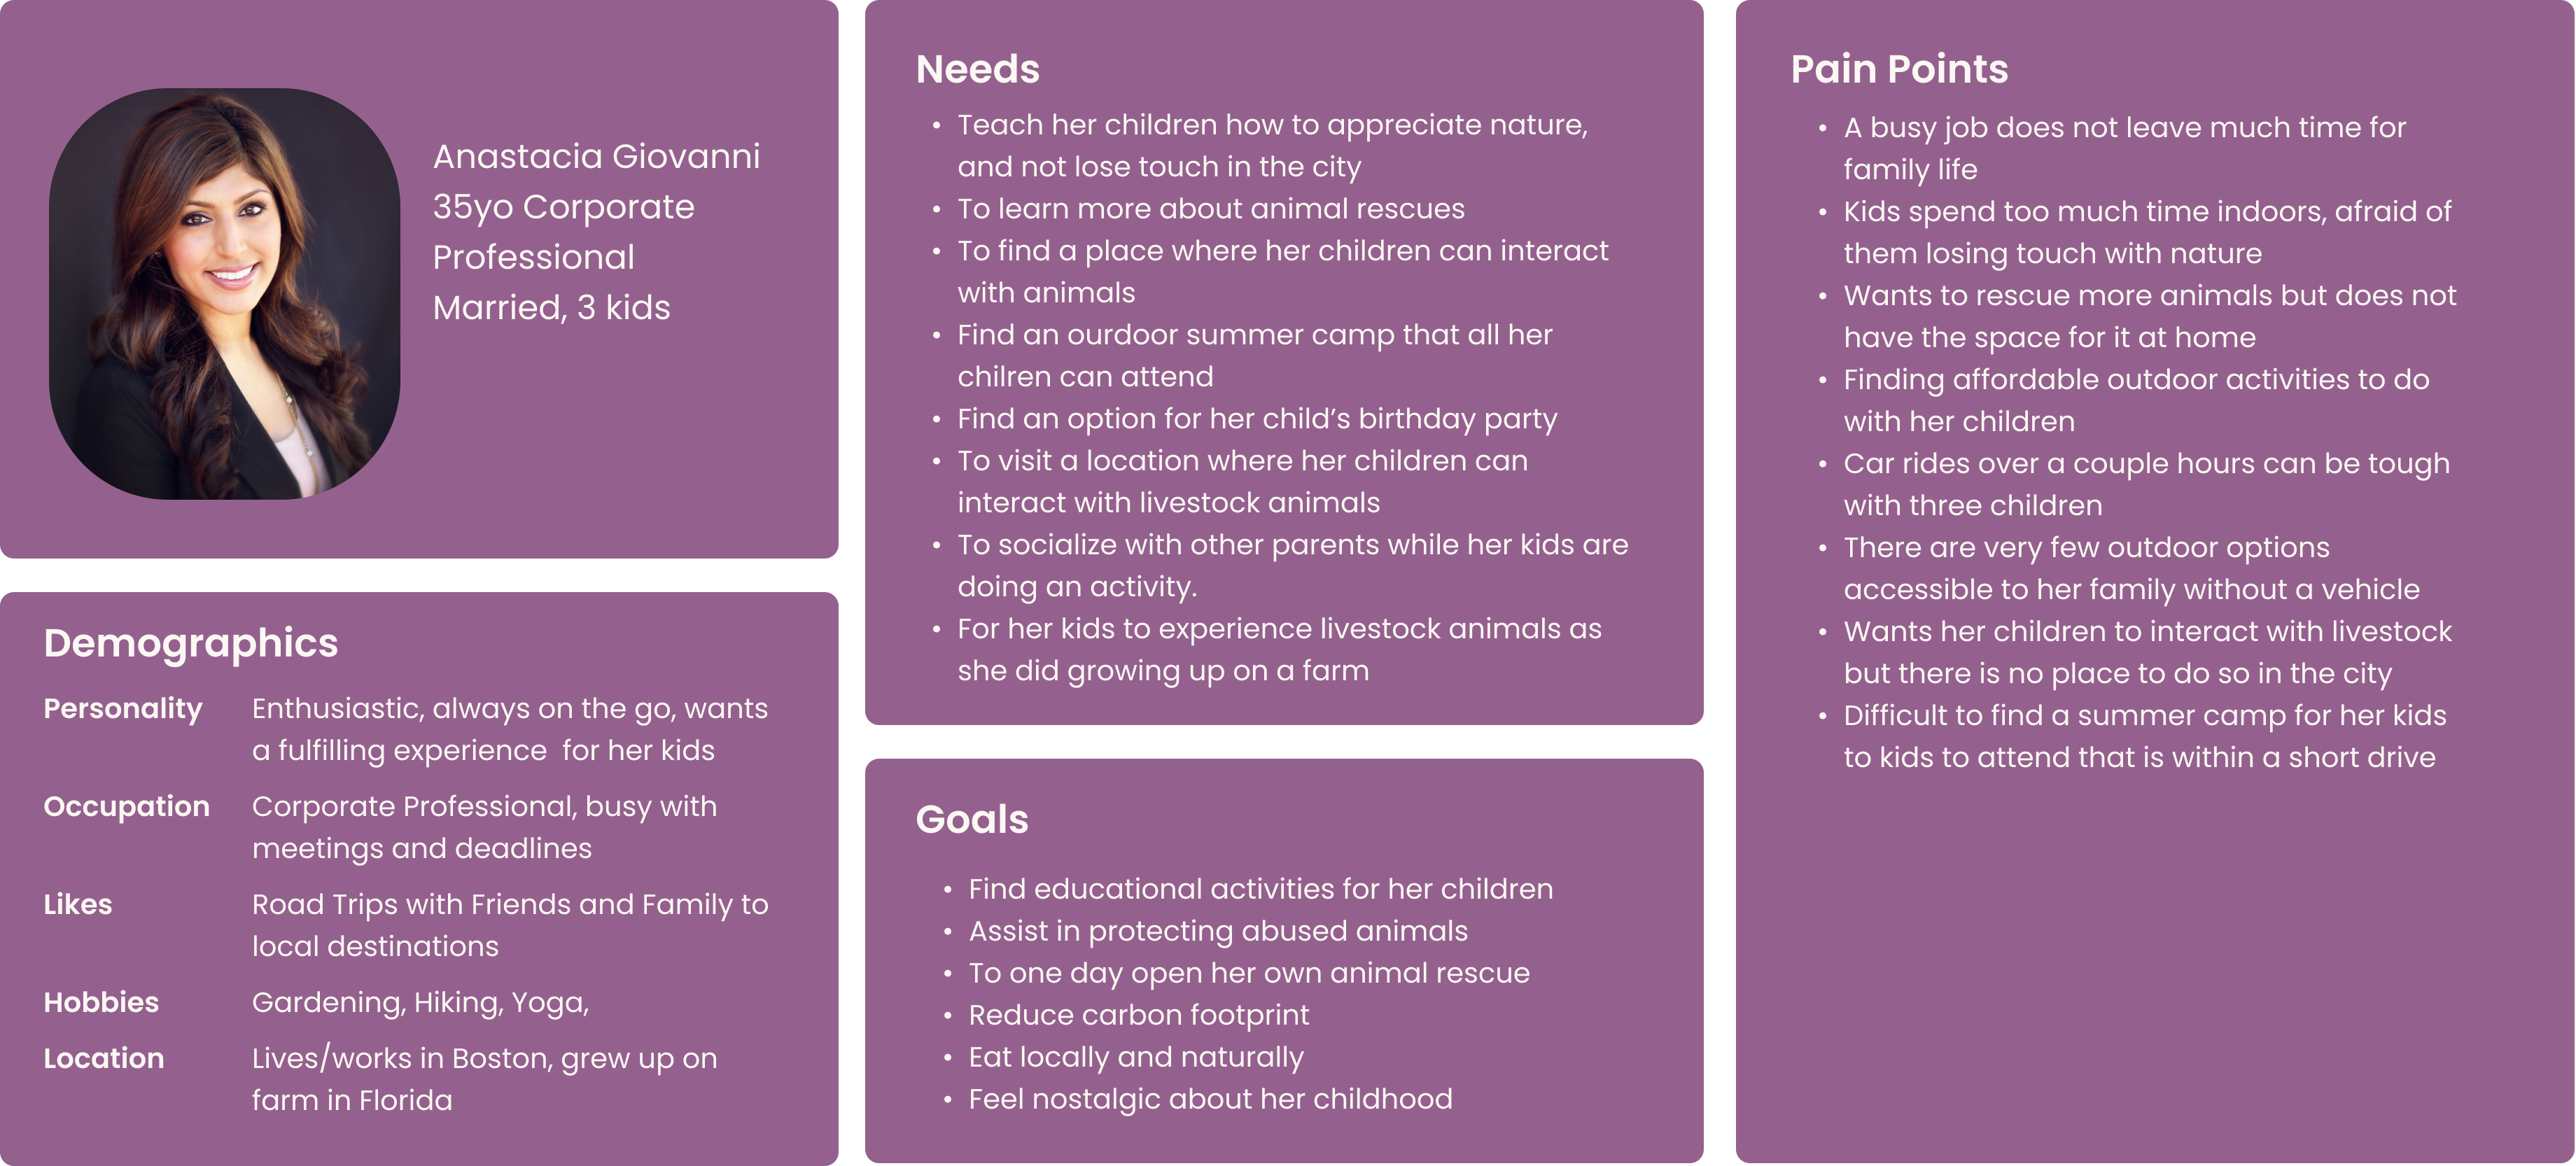 Anastacia Giovanni
35yo Corporate
Professional
Married, 3 kids
Demographics
Personality Enthusiastic, always on the go, wants
a fulfilling experience  for her kids
Occupation Corporate Professional, busy with
meetings and deadlines
Likes Road Trips with Friends and Family to
local destinations
Hobbies Gardening, Hiking, Yoga,
Location Lives/works in Boston, grew up on
farm in Florida
Needs
• Teach her children how to appreciate nature,
and not lose touch in the city
• To learn more about animal rescues
• To find a place where her children can interact
with animals
• Find an ourdoor summer camp that all her
chilren can attend
• Find an option for her child’s birthday party
• To visit a location where her children can
interact with livestock animals
• To socialize with other parents while her kids are
doing an activity.
• For her kids to experience livestock animals as
she did growing up on a farm
Goals
• Find educational activities for her children
• Assist in protecting abused animals
• To one day open her own animal rescue
• Reduce carbon footprint
• Eat locally and naturally
• Feel nostalgic about her childhood
Pain Points
• A busy job does not leave much time for
family life
• Kids spend too much time indoors, afraid of
them losing touch with nature
• Wants to rescue more animals but does not
have the space for it at home
• Finding affordable outdoor activities to do
with her children
• Car rides over a couple hours can be tough
with three children
• There are very few outdoor options
accessible to her family without a vehicle
• Wants her children to interact with livestock
but there is no place to do so in the city
• Difficult to find a summer camp for her kids
to kids to attend that is within a short drive